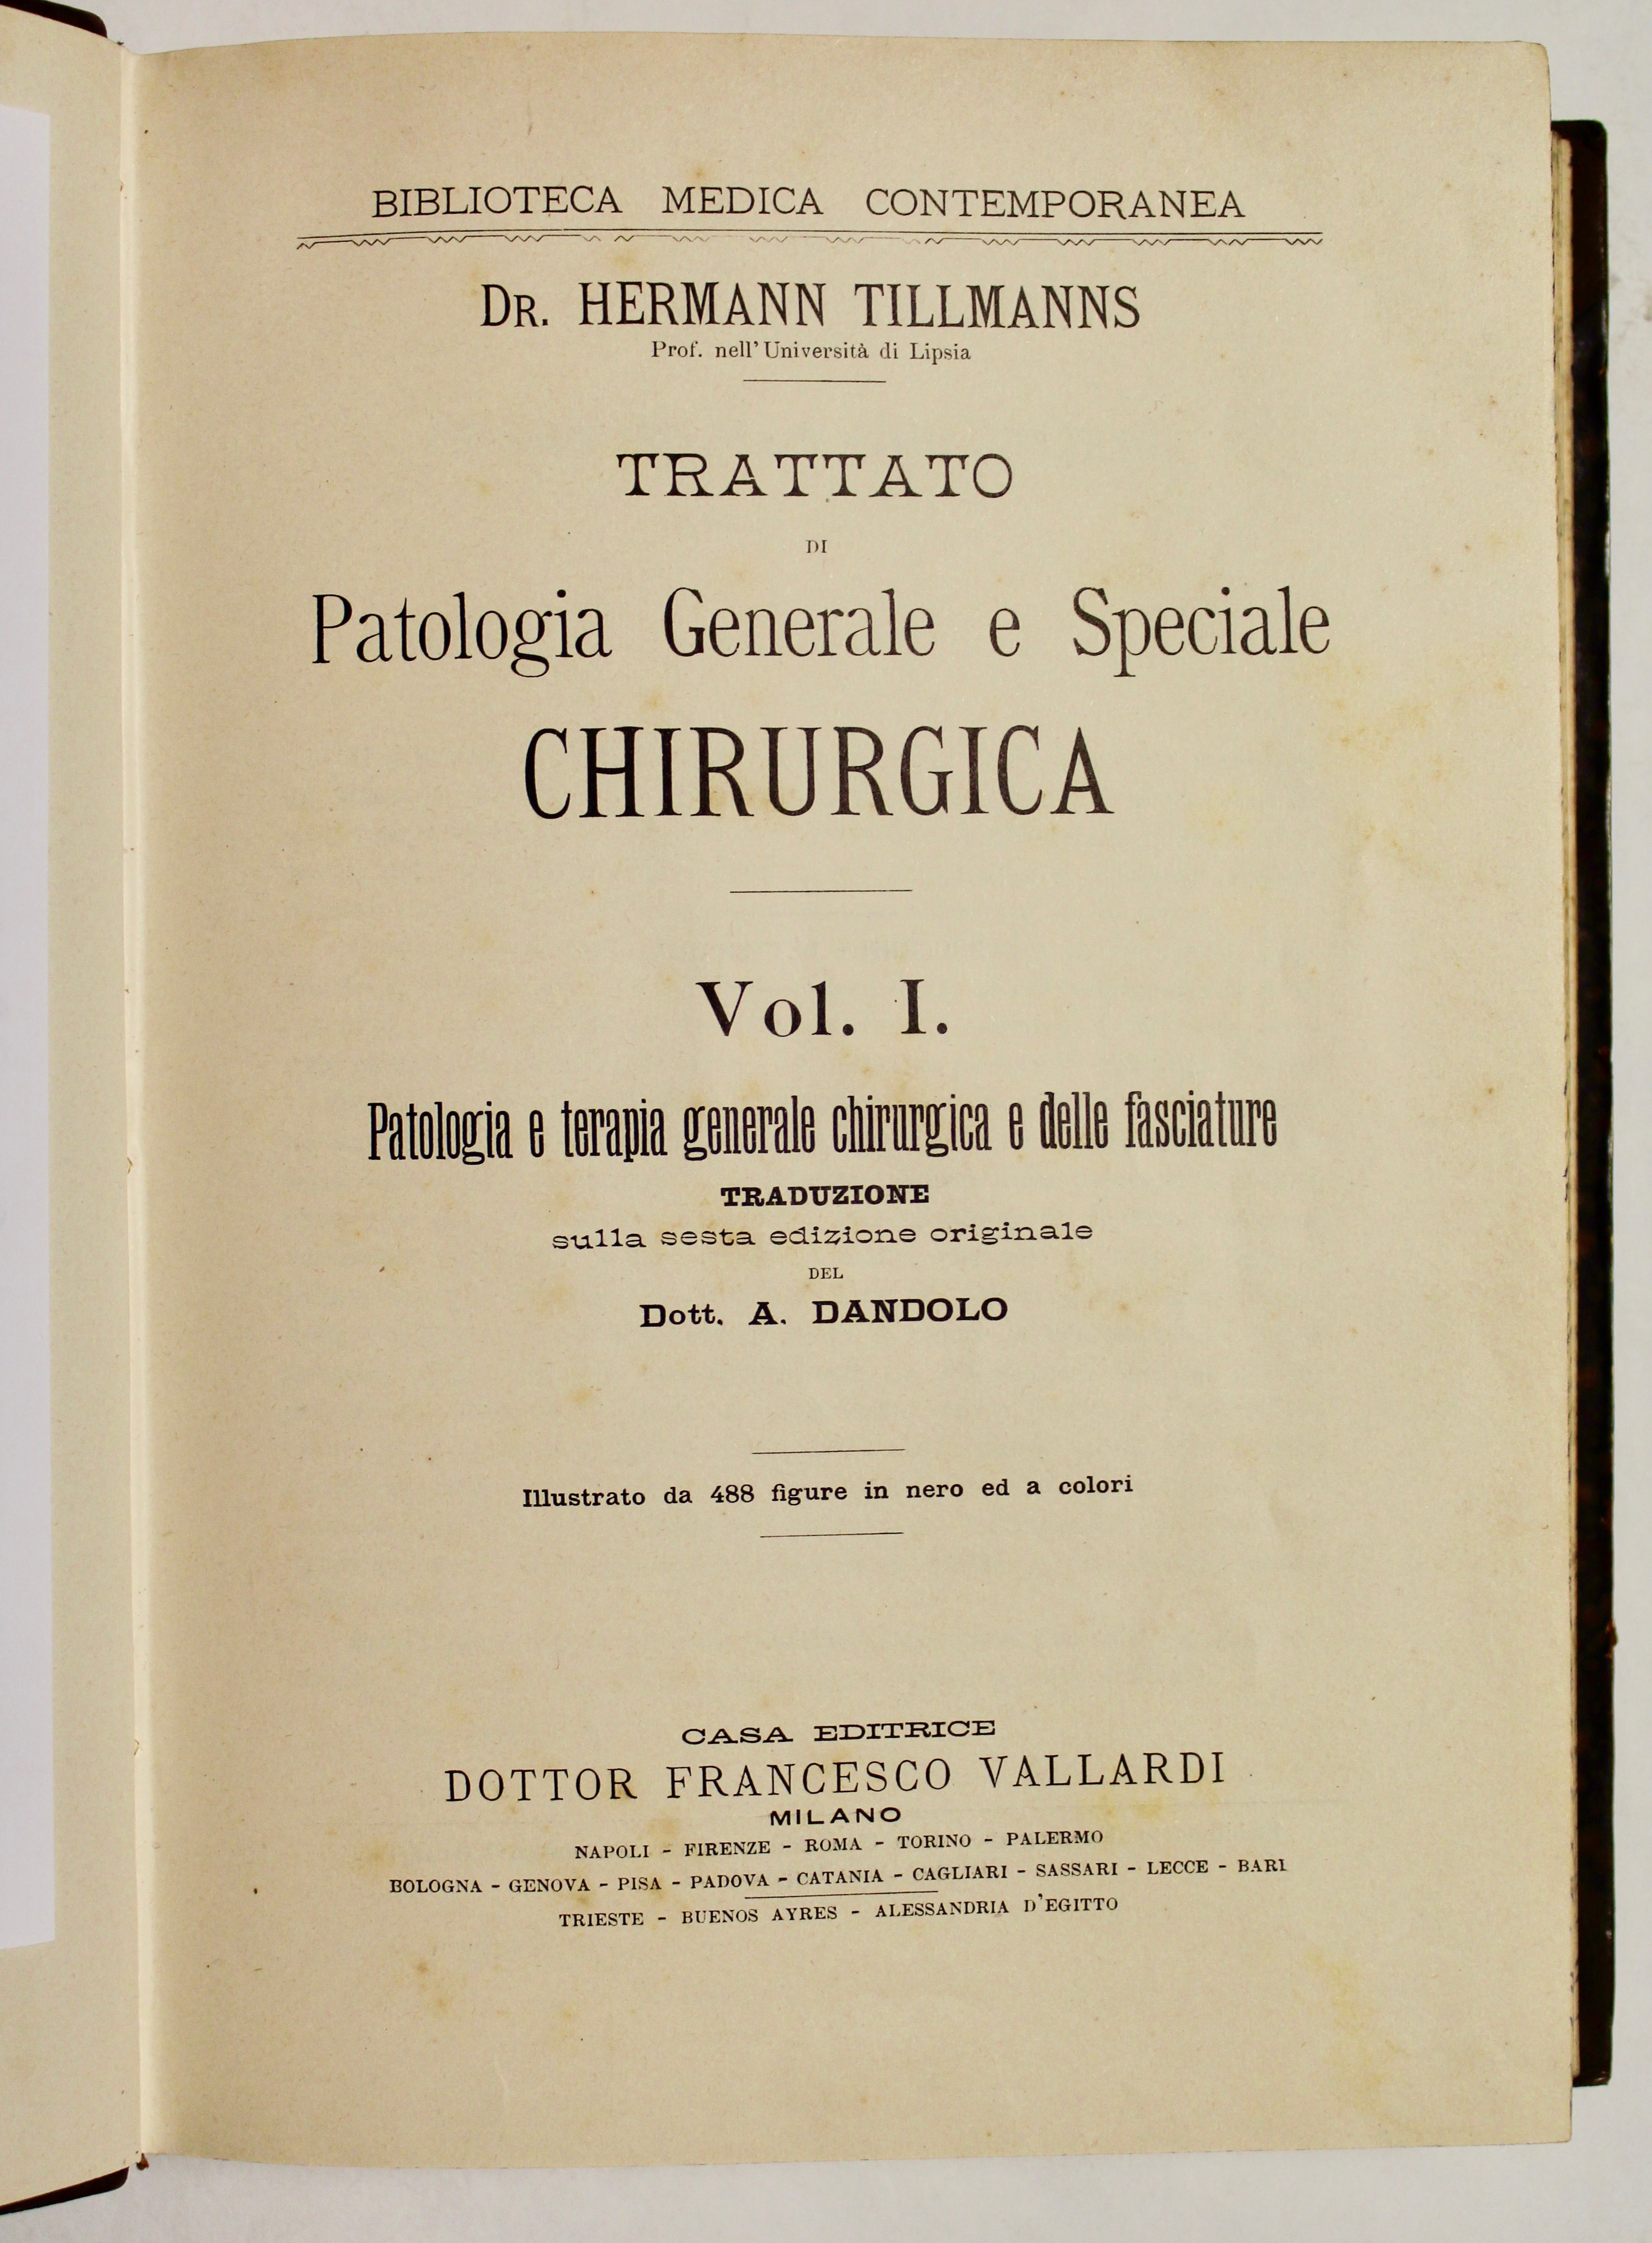 BIBLIOTECA MEDICA CONTEMPORANEA
DR. HERMANN TILLMANNS
Prof. nell' Università di Lipsia
TRATTATO
DI
Patologia Generale e Speciale
CHIRURGICA
Vol. I.
Patologia e terapia generale chirurgica e delle fasciature
TRADUZIONE
sulla sesta edizione originale
DEL
Dott. A. DANDOLO
Illustrato da 488 figure in nero ed a colori
CASA EDITRICE
DOTTOR FRANCESCO VALLARDI
MILANO
NAPOLI - FIRENZE - ROMA - TORINO - PALERMO
BOLOGNA - GENOVA - PISA - PADOVA - CATANIA - CAGLIARI - SASSARI - LECCE - BARI
TRIESTE - BUENOS AYRES - ALESSANDRIA D'EGITTO